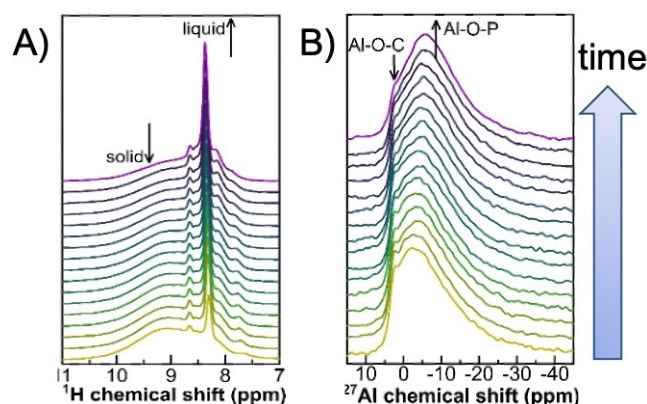 A)
liquid
solid
11 10 9 8 7
¹H chemical shift (ppm)
B)
Al-O-C
Al-O-P
10 0 -10 -20 -30 -40
²⁷Al chemical shift (ppm)
time